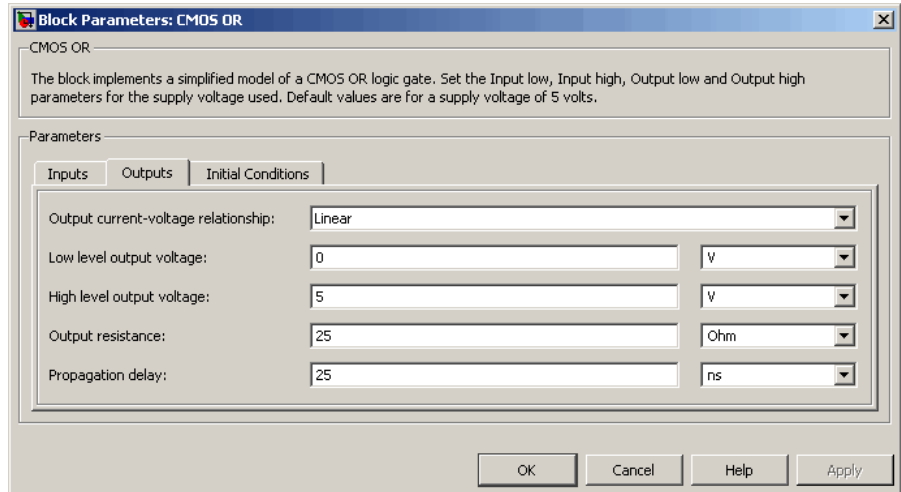 Block Parameters: CMOS OR
CMOS OR
The block implements a simplified model of a CMOS OR logic gate. Set the Input low, Input high, Output low and Output high
parameters for the supply voltage used. Default values are for a supply voltage of 5 volts.
Parameters
Inputs Outputs Initial Conditions
Output current-voltage relationship: Linear
Low level output voltage: 0 V
High level output voltage: 5 V
Output resistance: 25 Ohm
Propagation delay: 25 ns
OK Cancel Help Apply